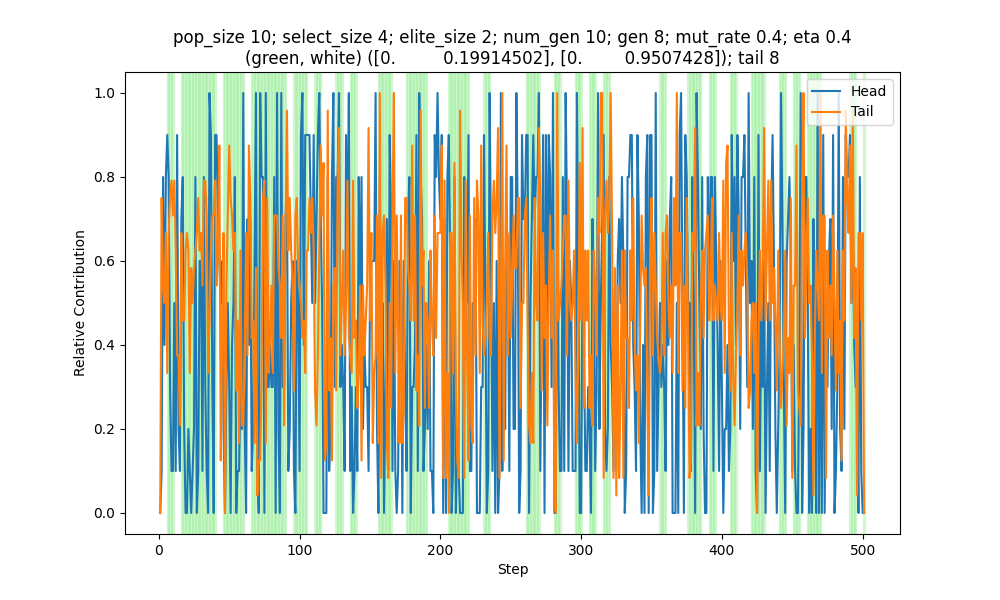 pop_size 10; select_size 4; elite_size 2; num_gen 10; gen 8; mut_rate 0.4; eta 0.4
(green, white) ([0. 0.19914502], [0. 0.9507428]); tail 8
Head
Tail
Relative Contribution
1.0
0.8
0.6
0.4
0.2
0.0
0
100
200
300
400
500
Step